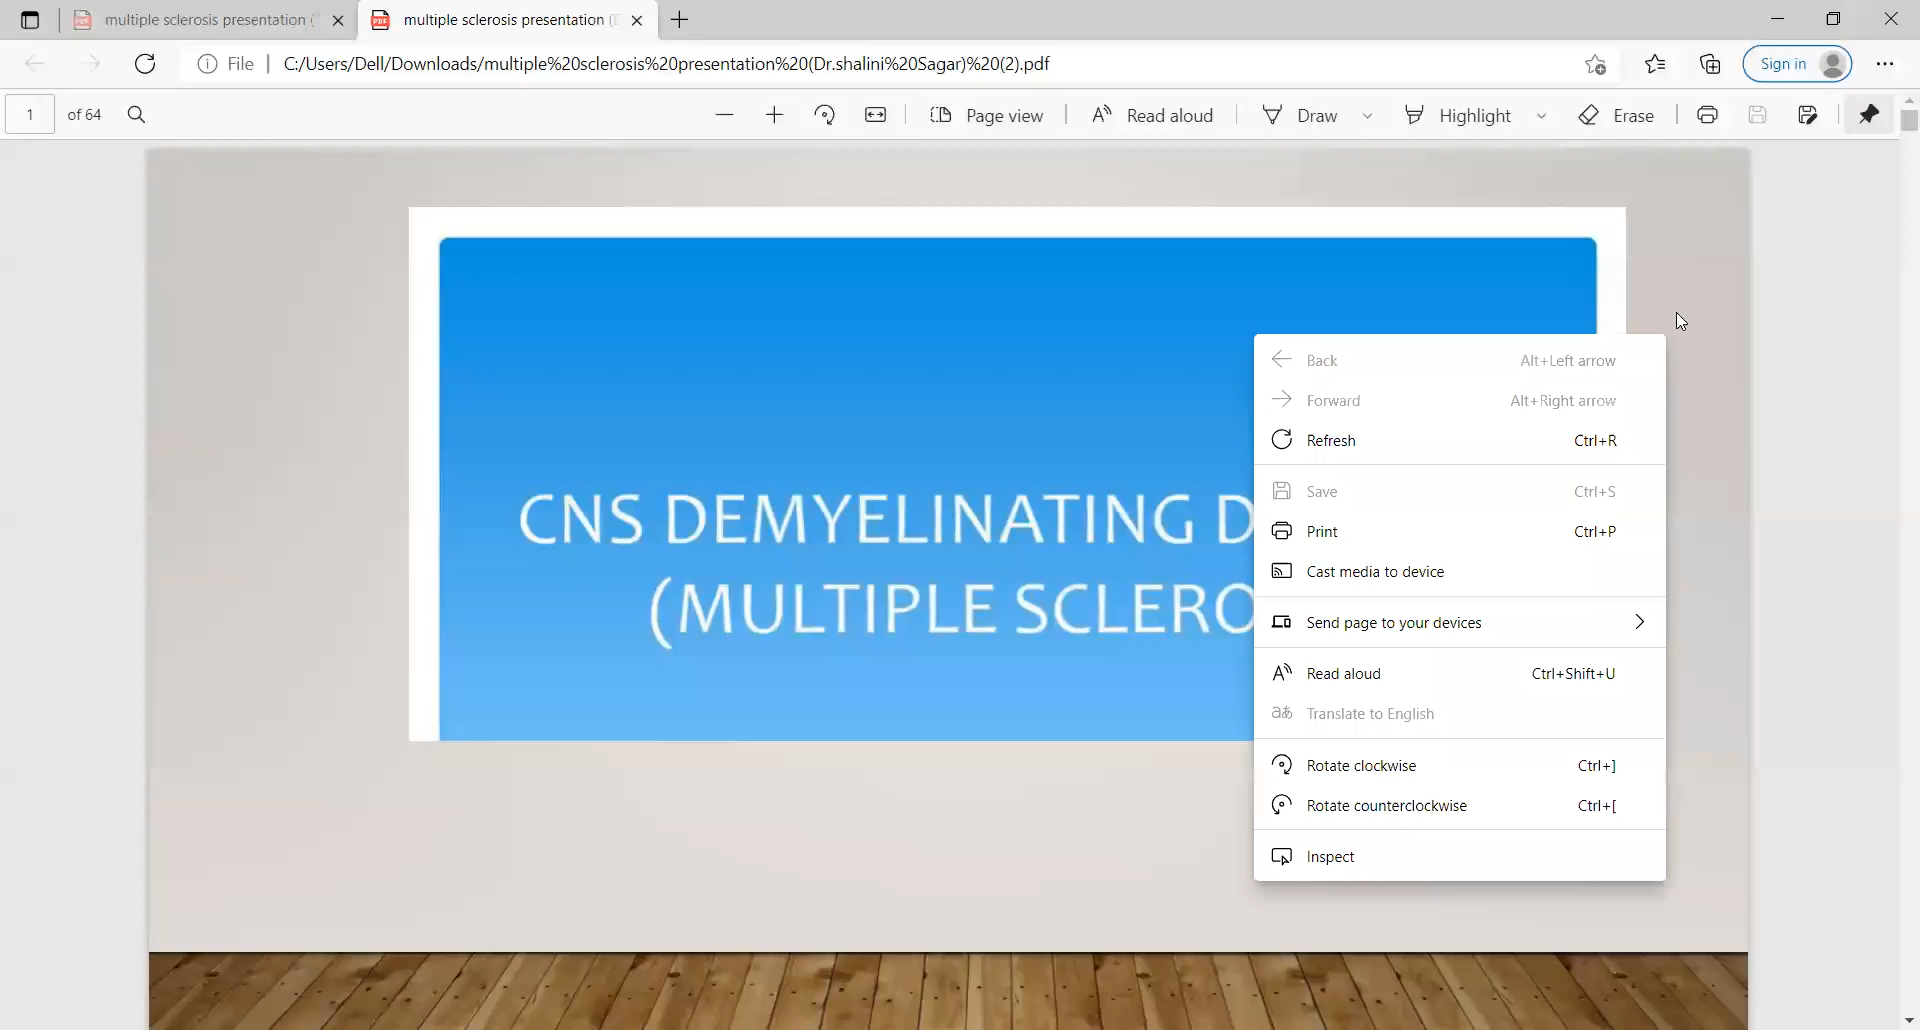 multiple sclerosis presentation (
multiple sclerosis presentation (
File
C:/Users/Dell/Downloads/multiple%20sclerosis%20presentation%20(Dr.shalini%20Sagar)%20(2).pdf
Sign in
1 of 64
Page view
Read aloud
Draw
Highlight
Erase
CNS DEMYELINATING D
(MULTIPLE SCLERO
Back Alt+Left arrow
Forward Alt+Right arrow
Refresh Ctrl+R
Save Ctrl+S
Print Ctrl+P
Cast media to device
Send page to your devices
Read aloud Ctrl+Shift+U
Translate to English
Rotate clockwise Ctrl+]
Rotate counterclockwise Ctrl+[
Inspect